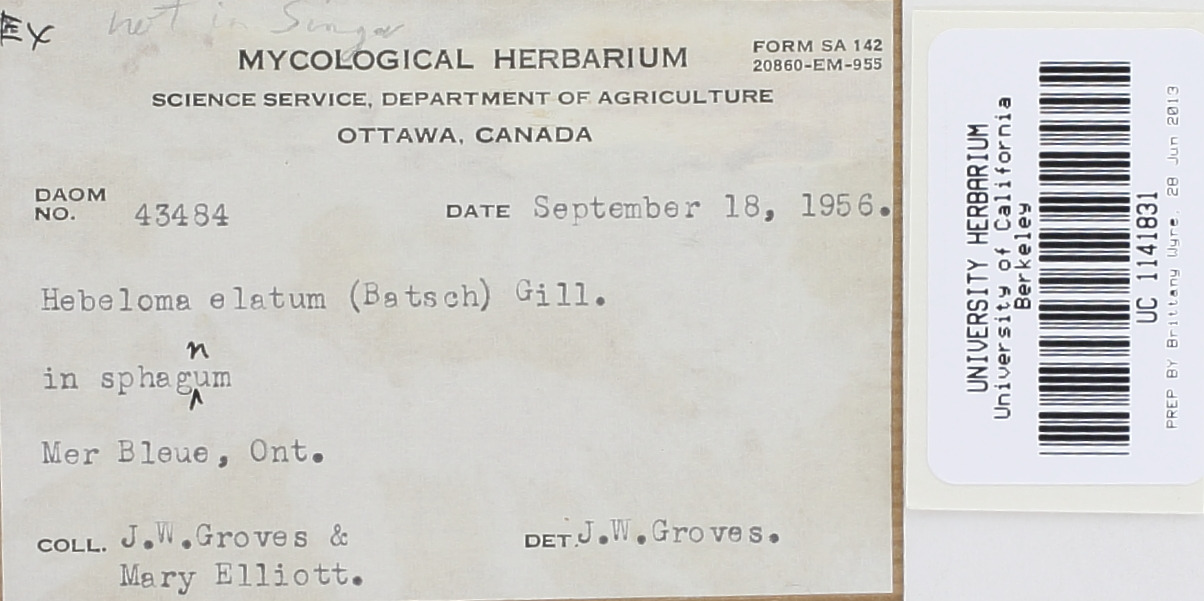 EX not in Singer
MYCOLOGICAL HERBARIUM
FORM SA 142
20860-EM-955
SCIENCE SERVICE, DEPARTMENT OF AGRICULTURE
OTTAWA, CANADA
DAOM NO. 43484
DATE September 18, 1956.
Hebeloma elatum (Batsch) Gill.
n
in sphagum
Mer Bleue, Ont.
COLL. J.W.Groves &
Mary Elliott.
DET. J.W.Groves.
UNIVERSITY HERBARIUM
University of California
Berkeley
UC 1141831
PREP BY Brittany Wyre, 28 Jun 2013